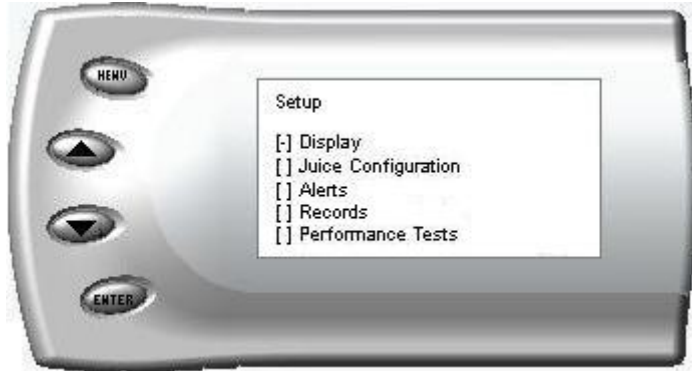 MENU
Setup
[-] Display
[ ] Juice Configuration
[ ] Alerts
[ ] Records
[ ] Performance Tests
ENTER